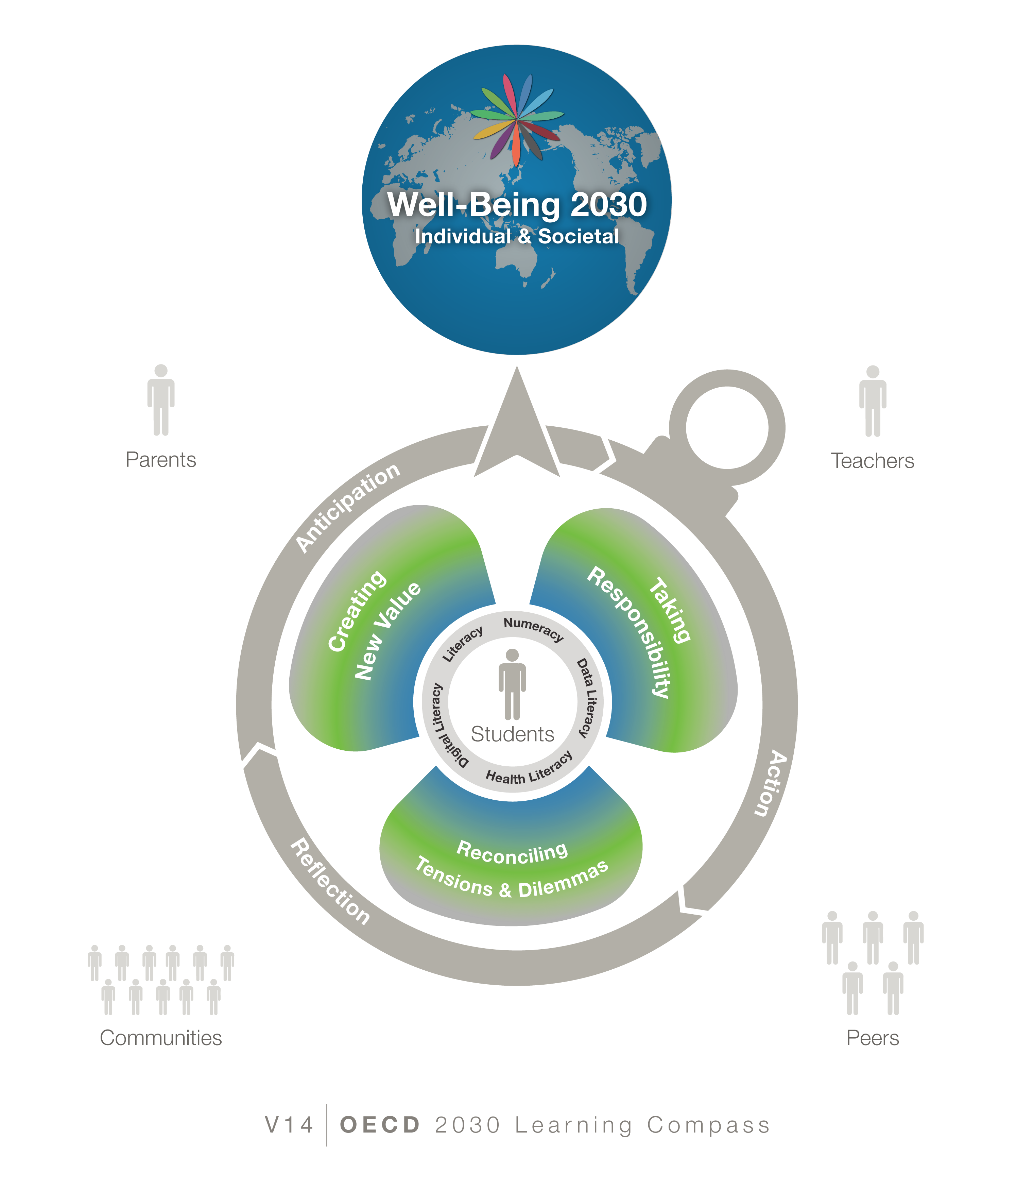 Well-Being 2030
Individual & Societal
Parents
Teachers
Anticipation
Creating
New Value
Taking
Responsibility
Literacy
Numeracy
Data Literacy
Health Literacy
Digital Literacy
Students
Action
Reconciling
Tensions & Dilemmas
Reflection
Communities
Peers
V14 | OECD 2030 Learning Compass